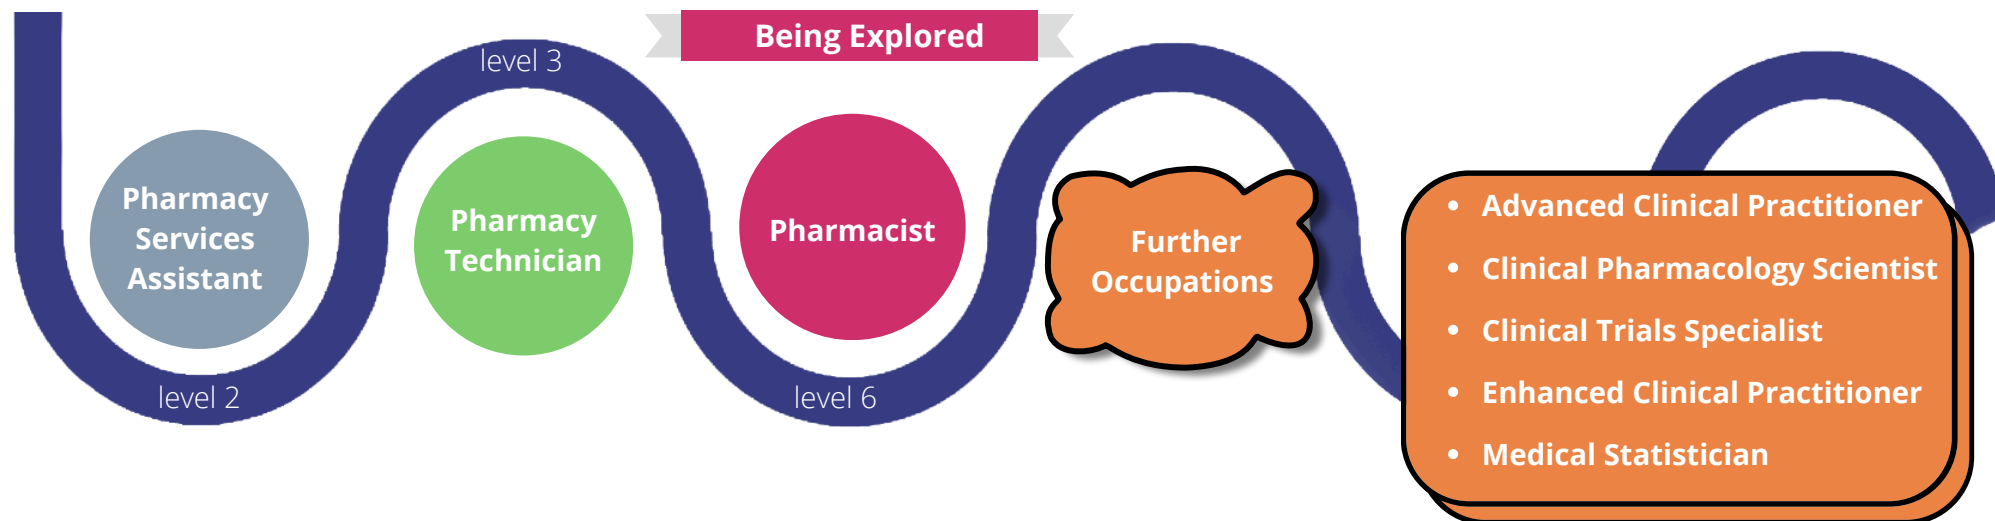 Being Explored
level 3
Pharmacy
Services
Assistant
level 2
Pharmacy
Technician
Pharmacist
level 6
Further
Occupations
• Advanced Clinical Practitioner
• Clinical Pharmacology Scientist
• Clinical Trials Specialist
• Enhanced Clinical Practitioner
• Medical Statistician